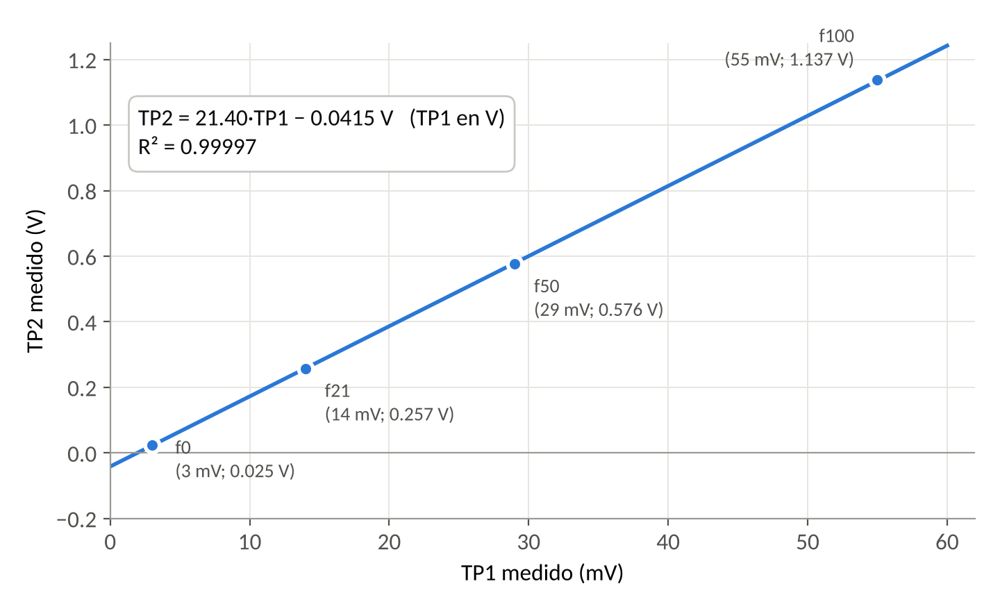 f100
(55 mV; 1.137 V)
TP2 = 21.40·TP1 − 0.0415 V (TP1 en V)
R² = 0.99997
f50
(29 mV; 0.576 V)
f21
(14 mV; 0.257 V)
f0
(3 mV; 0.025 V)
TP2 medido (V)
1.2
1.0
0.8
0.6
0.4
0.2
0.0
−0.2
0 10 20 30 40 50 60
TP1 medido (mV)